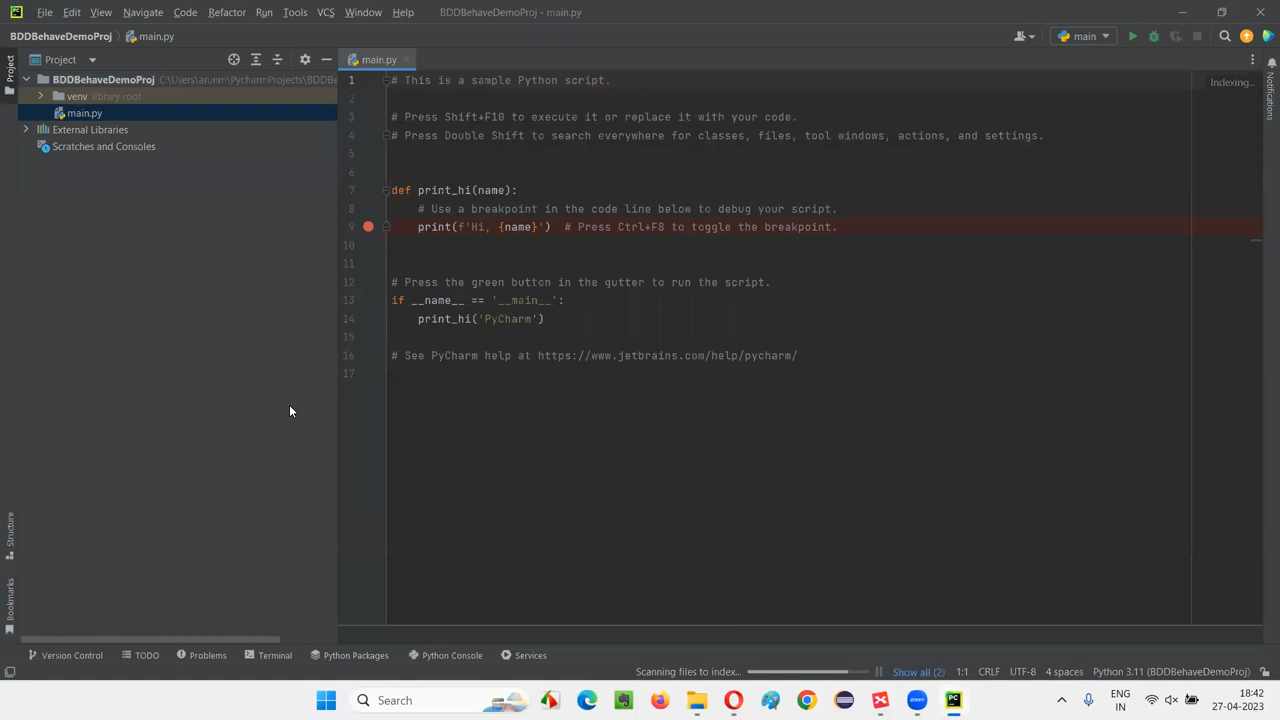 File Edit View Navigate Code Refactor Run Tools VCS Window Help BDDBehaveDemoProj - main.py
BDDBehaveDemoProj main.py
main
Project
main.py
BDDBehaveDemoProj C:\Users\arunm\PycharmProjects\BDDBe
venv library root
main.py
External Libraries
Scratches and Consoles
Project
Structure
Bookmarks
1 # This is a sample Python script.
2
3 # Press Shift+F10 to execute it or replace it with your code.
4 # Press Double Shift to search everywhere for classes, files, tool windows, actions, and settings.
5
6
7 def print_hi(name):
8 # Use a breakpoint in the code line below to debug your script.
9 print(f'Hi, {name}') # Press Ctrl+F8 to toggle the breakpoint.
10
11
12 # Press the green button in the gutter to run the script.
13 if __name__ == '__main__':
14 print_hi('PyCharm')
15
16 # See PyCharm help at https://www.jetbrains.com/help/pycharm/
17
Indexing...
Notifications
Version Control TODO Problems Terminal Python Packages Python Console Services
Scanning files to index... Show all (2) 1:1 CRLF UTF-8 4 spaces Python 3.11 (BDDBehaveDemoProj)
Search
zoom
ENG
IN
18:42
27-04-2023